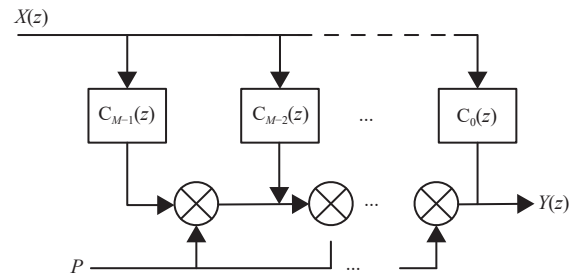 X(z)
C_{M−1}(z) C_{M−2}(z) ... C_0(z)
... Y(z)
P ...